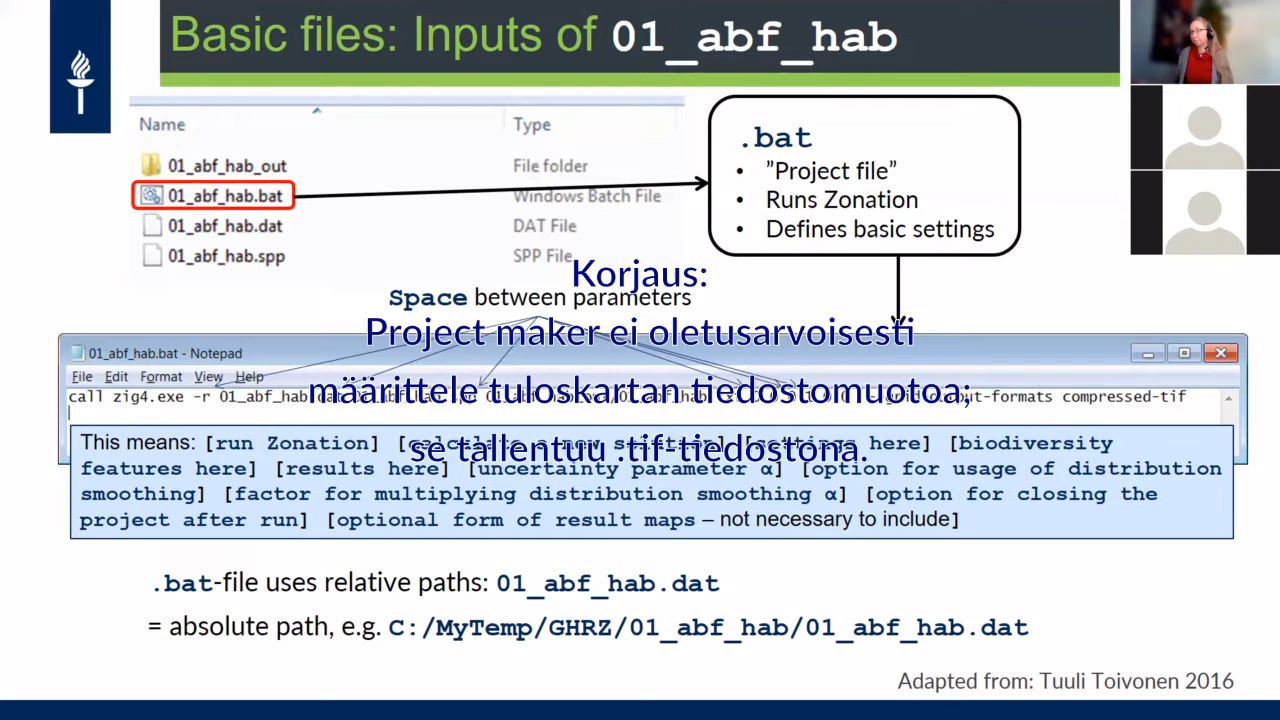 Basic files: Inputs of 01_abf_hab
Name Type
01_abf_hab_out File folder
01_abf_hab.bat Windows Batch File
01_abf_hab.dat DAT File
01_abf_hab.spp SPP File
.bat
• ”Project file”
• Runs Zonation
• Defines basic settings
Korjaus:
Project maker ei oletusarvoisesti
määrittele tuloskartan tiedostomuotoa;
se tallentuu .tif-tiedostona.
Space between parameters
01_abf_hab.bat - Notepad
File Edit Format View Help
call zig4.exe -r 01_abf_hab compressed-tif
This means: [run Zonation] here] [biodiversity
features here] [results here] [uncertainty parameter α] [option for usage of distribution
smoothing] [factor for multiplying distribution smoothing α] [option for closing the
project after run] [optional form of result maps – not necessary to include]
.bat-file uses relative paths: 01_abf_hab.dat
= absolute path, e.g. C:/MyTemp/GHRZ/01_abf_hab/01_abf_hab.dat
Adapted from: Tuuli Toivonen 2016